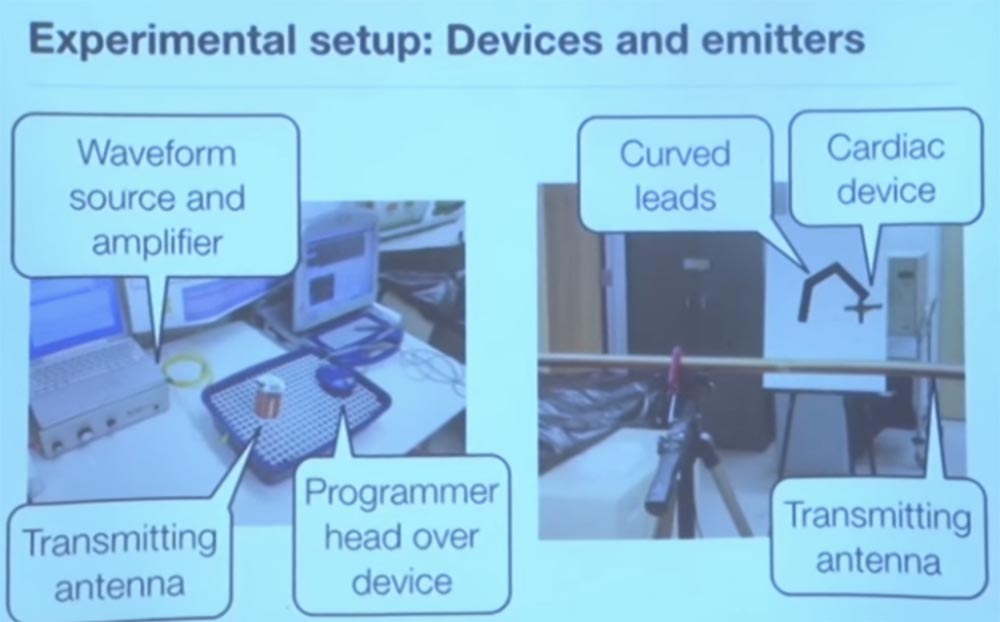 Experimental setup: Devices and emitters
Waveform
source and
amplifier
Transmitting
antenna
Programmer
head over
device
Curved
leads
Cardiac
device
Transmitting
antenna